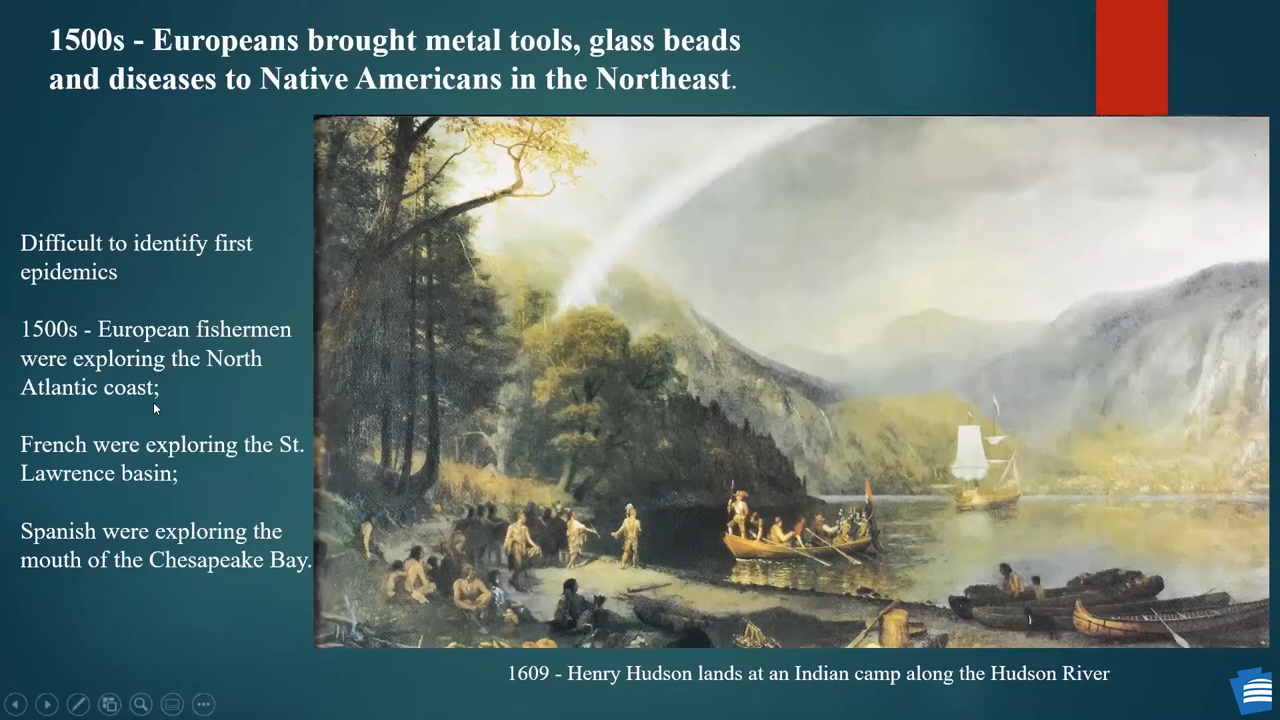 1500s - Europeans brought metal tools, glass beads
and diseases to Native Americans in the Northeast.
Difficult to identify first
epidemics
1500s - European fishermen
were exploring the North
Atlantic coast;
French were exploring the St.
Lawrence basin;
Spanish were exploring the
mouth of the Chesapeake Bay.
1609 - Henry Hudson lands at an Indian camp along the Hudson River